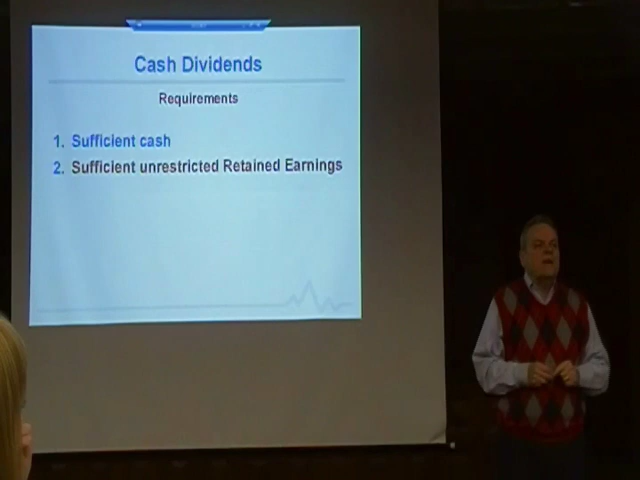 Cash Dividends
Requirements
1. Sufficient cash
2. Sufficient unrestricted Retained Earnings